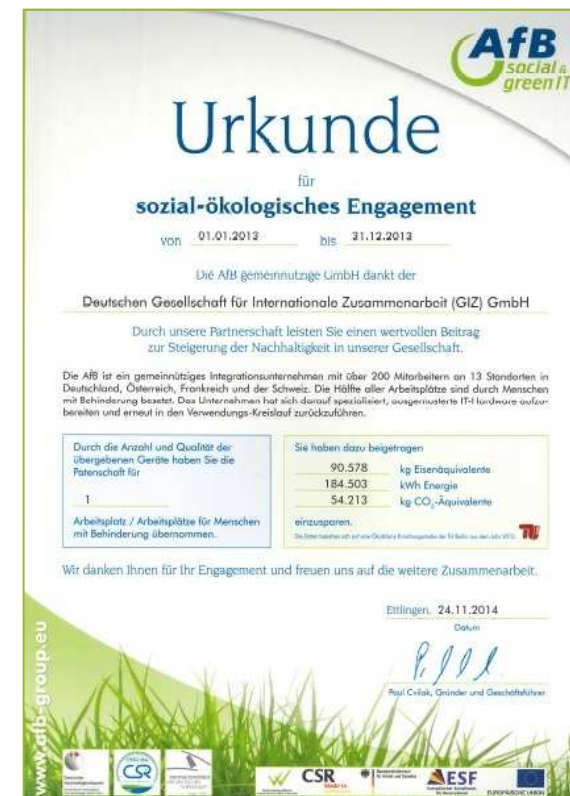 AfB
social &
green IT
Urkunde
für
sozial-ökologisches Engagement
von 01.01.2013 bis 31.12.2013
Die AfB gemeinnützige GmbH dankt der
Deutschen Gesellschaft für Internationale Zusammenarbeit (GIZ) GmbH
Durch unsere Partnerschaft leisten Sie einen wertvollen Beitrag
zur Steigerung der Nachhaltigkeit in unserer Gesellschaft.
Die AfB ist ein gemeinnütziges Integrationsunternehmen mit über 200 Mitarbeitern an 13 Standorten in
Deutschland, Österreich, Frankreich und der Schweiz. Die Hälfte aller Arbeitsplätze sind durch Menschen
mit Behinderung besetzt. Das Unternehmen hat sich darauf spezialisiert, ausgemusterte IT-Hardware aufzu-
bereiten und erneut in den Verwendungs-Kreislauf zurückzuführen.
Durch die Anzahl und Qualität der
übergebenen Geräte haben Sie die
Patenschaft für
1
Arbeitsplatz / Arbeitsplätze für Menschen
mit Behinderung übernommen.
Sie haben dazu beigetragen
90.578 kg Eisenäquivalente
184.503 kWh Energie
54.213 kg CO₂-Äquivalente
einzusparen.
Wir danken Ihnen für Ihr Engagement und freuen uns auf die weitere Zusammenarbeit.
Ettlingen, 24.11.2014
Datum
Paul Cvilak, Gründer und Geschäftsführer
www.afb-group.eu
CSR
CSR
ESF
EUROPÄISCHE UNION